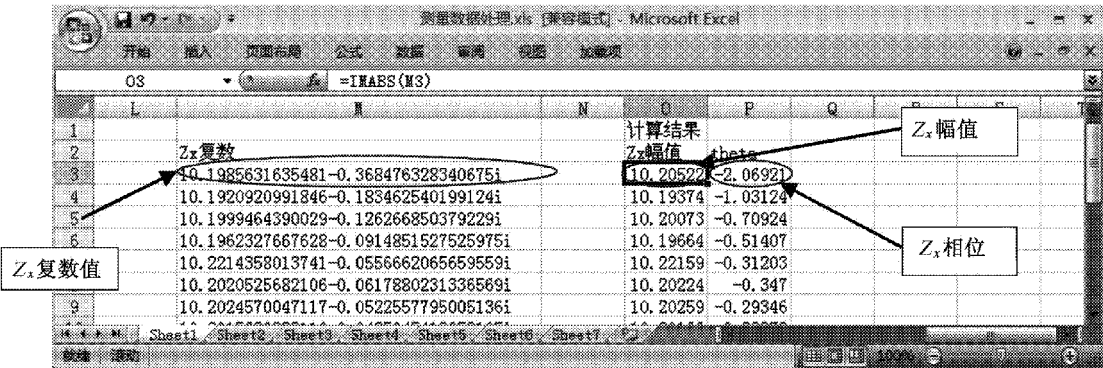 测量数据处理.xls [兼容模式] - Microsoft Excel
开始 插入 页面布局 公式 数据 审阅 视图 加载项
O3 fx =IMABS(M3)
L M N O P Q
1 计算结果
2 Zx复数 Zx幅值 theta
3 10.1985631635481-0.368476328340675i 10.20522 -2.06921
4 10.1920920991846-0.183462540199124i 10.19374 -1.03124
5 10.1999464390029-0.126266850379229i 10.20073 -0.70924
6 10.1962327667628-0.0914851527525975i 10.19664 -0.51407
10.2214358013741-0.0556662065659559i 10.22159 -0.31203
10.2020525682106-0.0617880231336569i 10.20224 -0.347
9 10.2024570047117-0.0522557795005136i 10.20259 -0.29346
Sheet1 Sheet2 Sheet3 Sheet4 Sheet5 Sheet6 Sheet7
就绪 滚动 100%
Zx幅值
Zx相位
Zx复数值